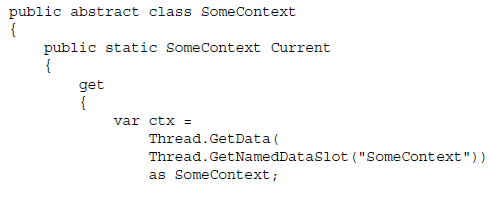 public abstract class SomeContext
{
    public static SomeContext Current
    {
        get
        {
            var ctx =
                Thread.GetData(
                Thread.GetNamedDataSlot("SomeContext"))
                as SomeContext;